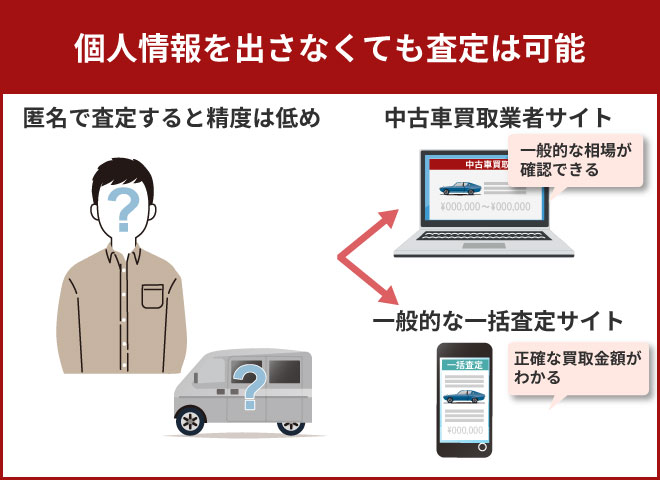 個人情報を出さなくても査定は可能
匿名で査定すると精度は低め
?
?
中古車買取業者サイト
一般的な相場が
確認できる
中古車買取
¥000,000〜¥000,000
一般的な一括査定サイト
正確な買取金額が
わかる
一括査定
¥000,000